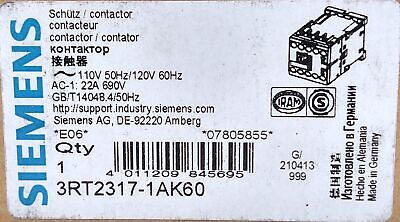 SIEMENS
Schütz / contactor
contacteur
contactor / contator
контактор
接触器
~ 110V 50Hz/120V 60Hz
AC-1: 22A 690V
GB/T14048.4/50Hz
http://support.industry.siemens.com
Siemens AG, DE-92220 Amberg
*E06* *07805855*
Qty
1
4 011209 845695
3RT2317-1AK60
IRAM
S
G/
210413
999
德国制造
Изготовлено в Германии
Hecho en Alemania
Made in Germany